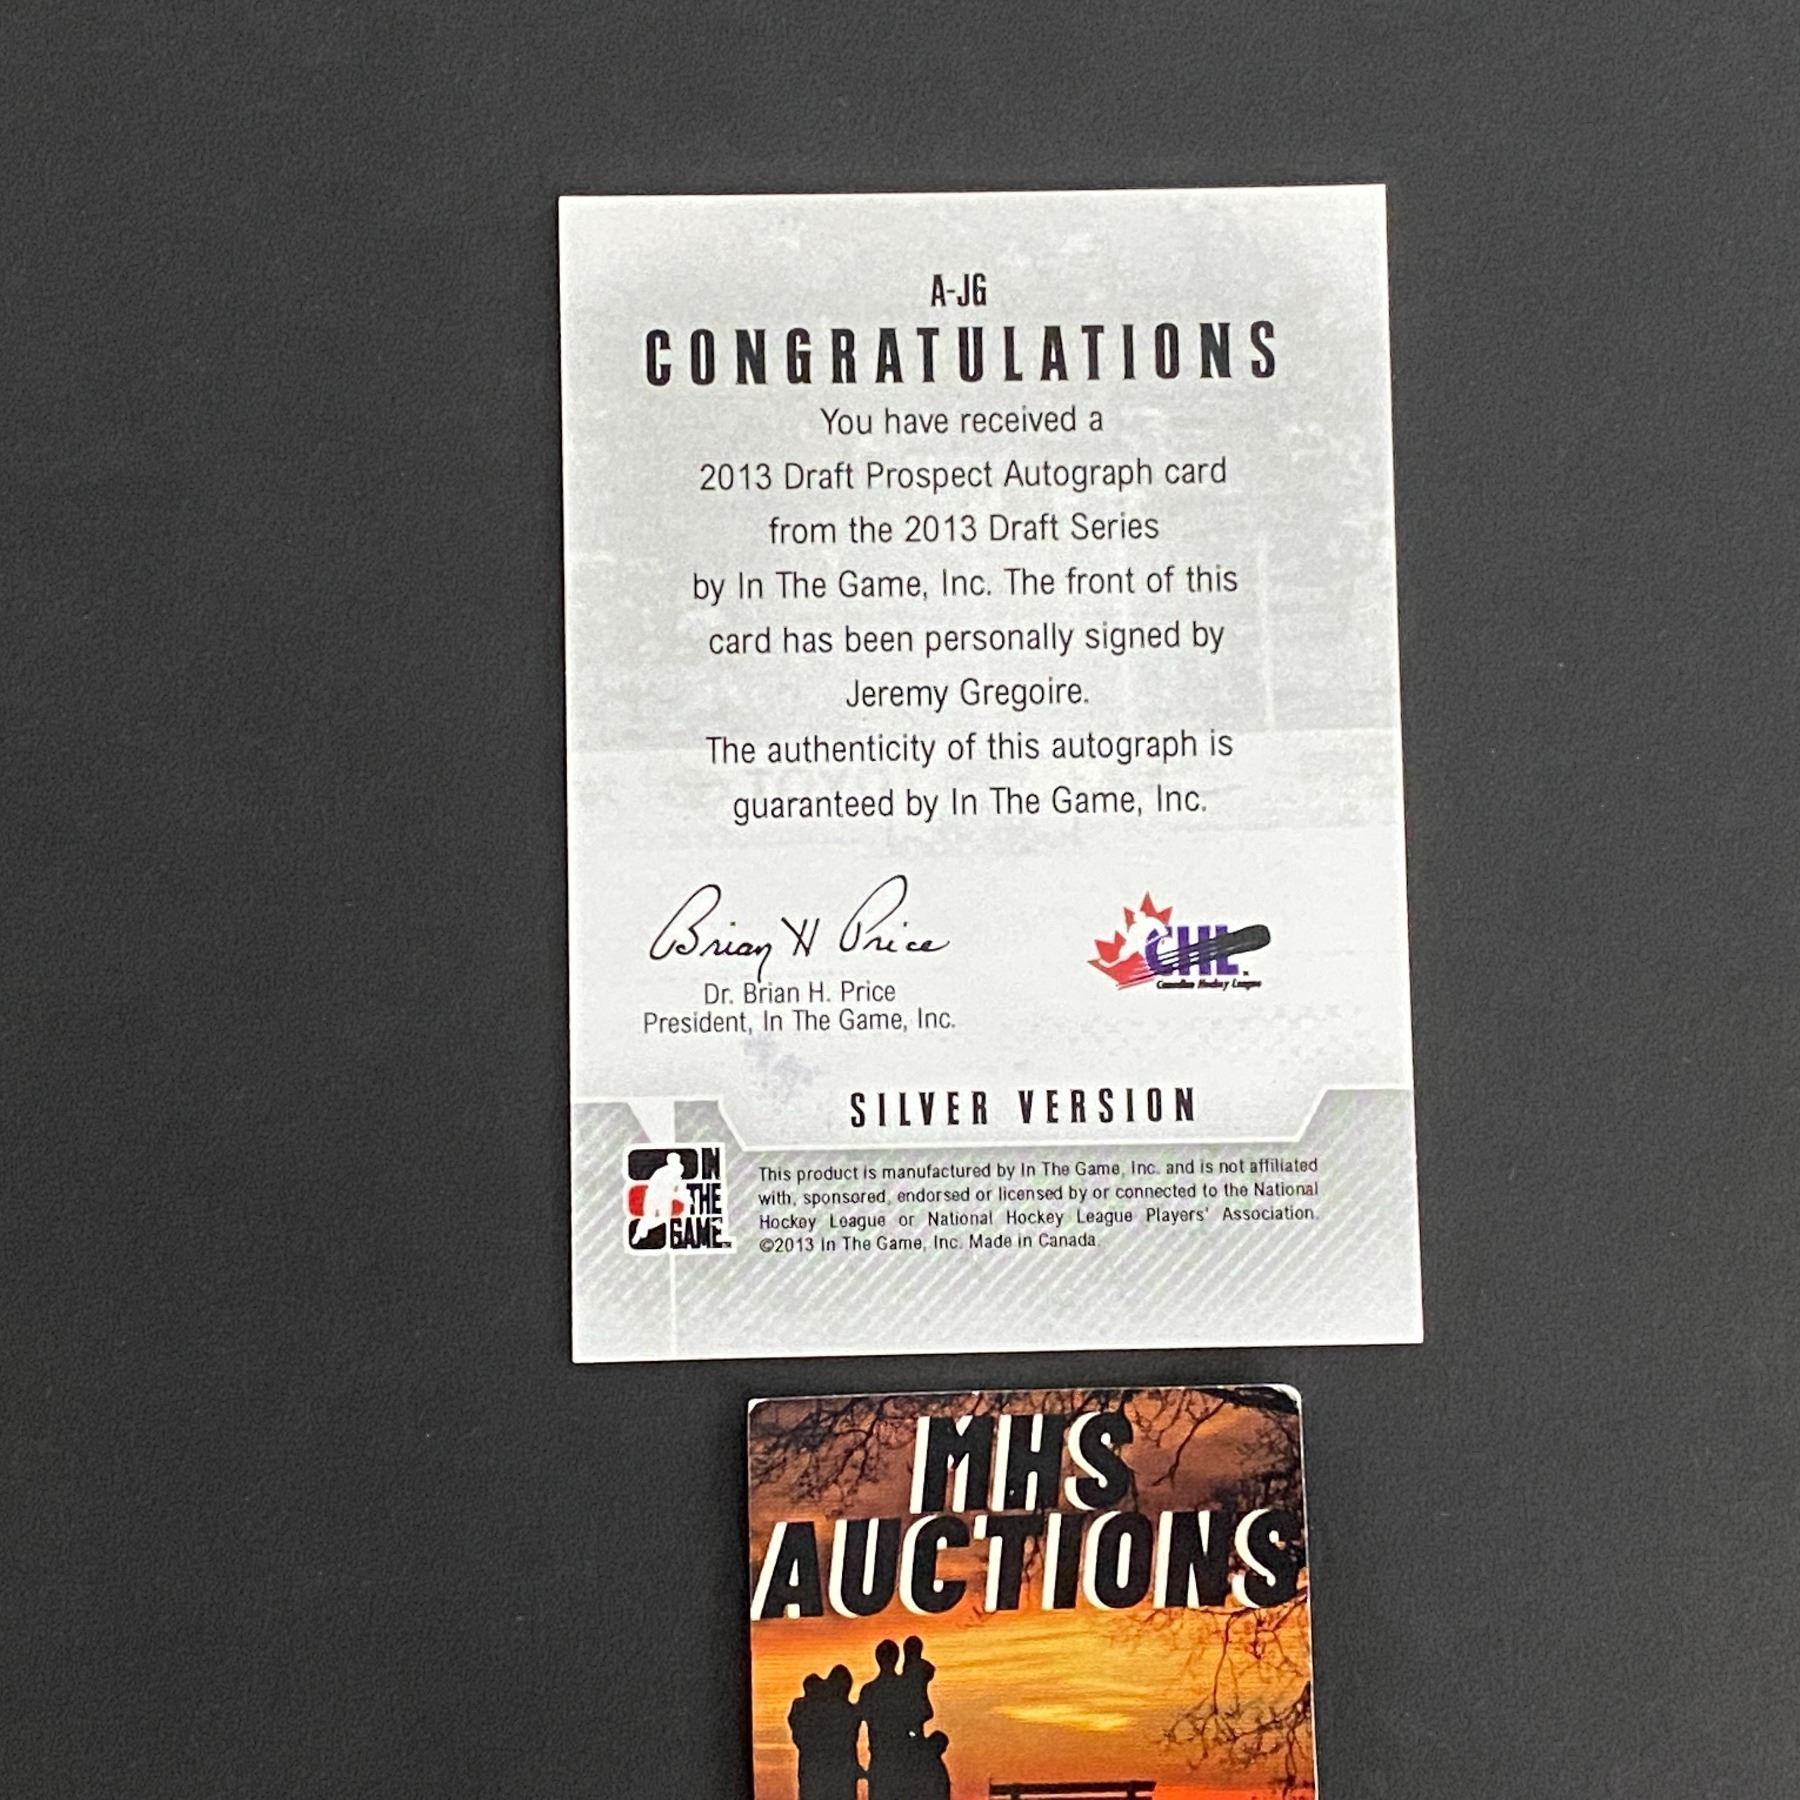 A-JG
CONGRATULATIONS
You have received a
2013 Draft Prospect Autograph card
from the 2013 Draft Series
by In The Game, Inc. The front of this
card has been personally signed by
Jeremy Gregoire.
The authenticity of this autograph is
guaranteed by In The Game, Inc.
Brian H Price
Dr. Brian H. Price
President, In The Game, Inc.
CHL
Canadian Hockey League
SILVER VERSION
IN
THE
GAME
This product is manufactured by In The Game, Inc. and is not affiliated
with, sponsored, endorsed or licensed by or connected to the National
Hockey League or National Hockey League Players' Association.
©2013 In The Game, Inc. Made in Canada.
MHS
AUCTIONS